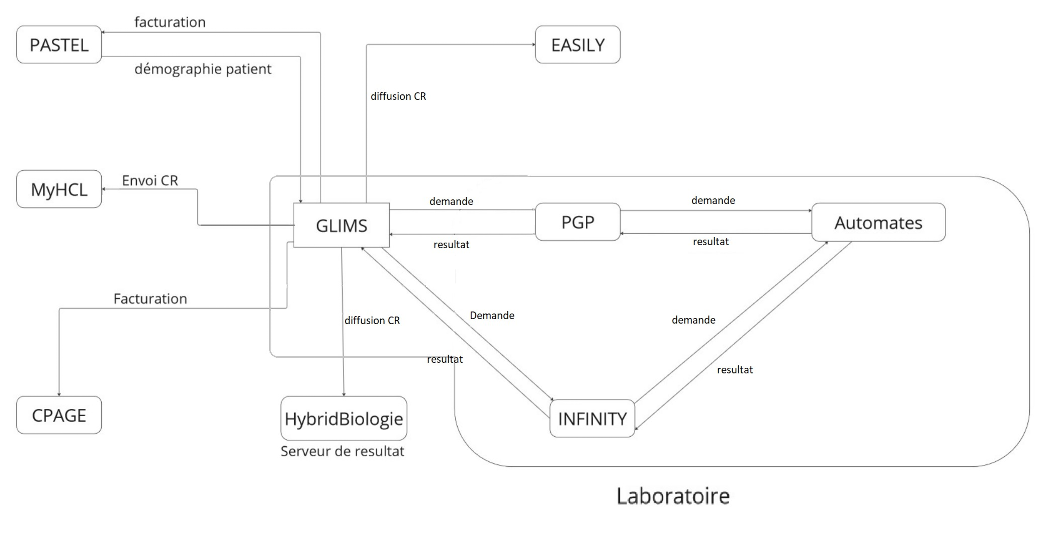 facturation
PASTEL
EASILY
démographie patient
diffusion CR
Envoi CR
MyHCL
demande
demande
GLIMS
PGP
Automates
resultat
resultat
Facturation
Demande
diffusion CR
demande
resultat
resultat
CPAGE
HybridBiologie
INFINITY
Serveur de resultat
Laboratoire